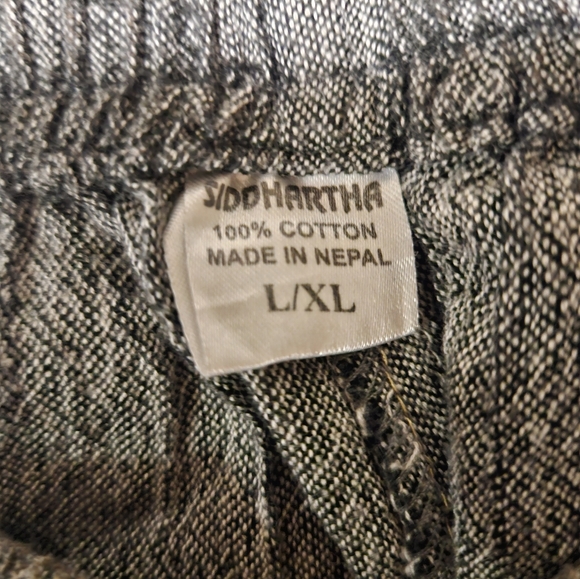 SIDDHARTHA
100% COTTON
MADE IN NEPAL
L/XL